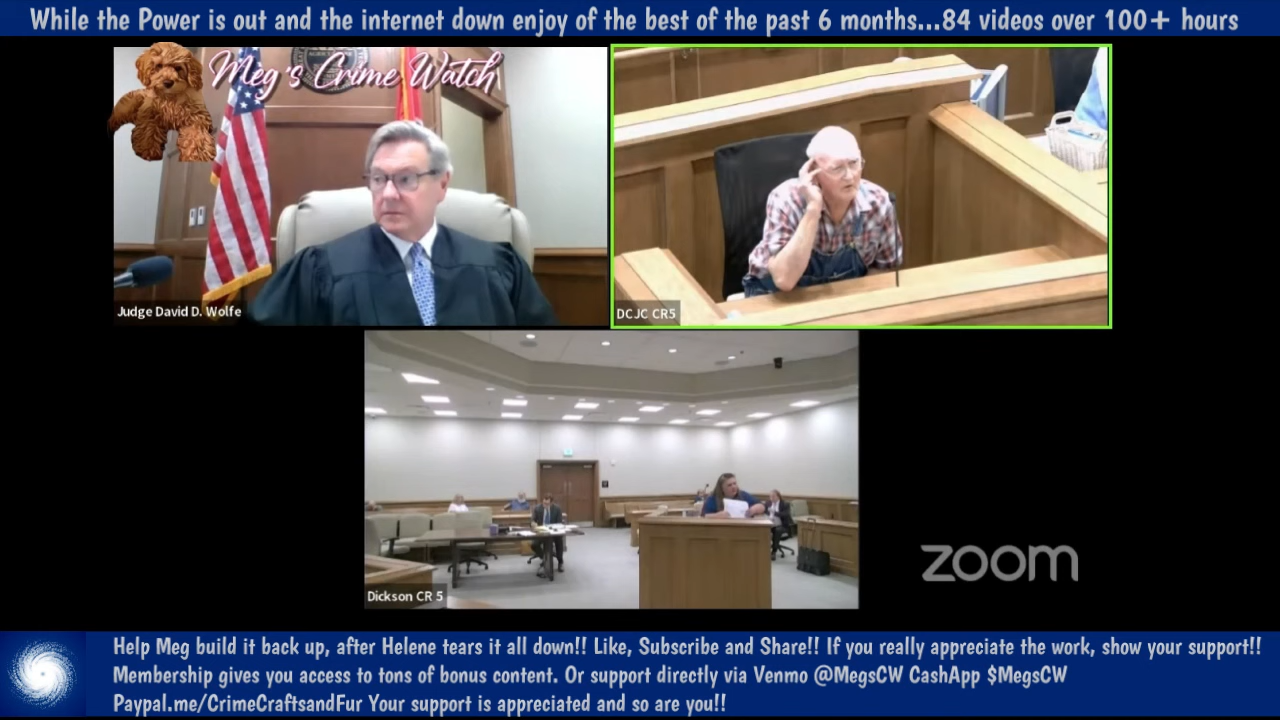 While the Power is out and the internet down enjoy of the best of the past 6 months...84 videos over 100+ hours
Meg's Crime Watch
Judge David D. Wolfe
DCJC CR5
Dickson CR 5
zoom
Help Meg build it back up, after Helene tears it all down!! Like, Subscribe and Share!! If you really appreciate the work, show your support!!
Membership gives you access to tons of bonus content. Or support directly via Venmo @MegsCW CashApp $MegsCW
Paypal.me/CrimeCraftsandFur Your support is appreciated and so are you!!